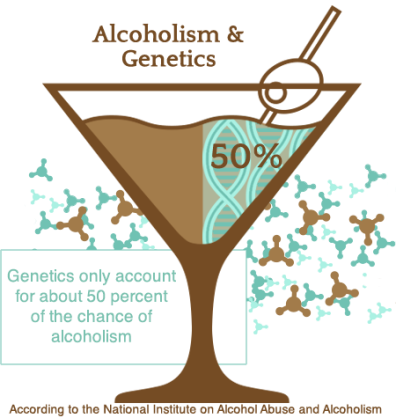 Alcoholism &
Genetics
50%
Genetics only account
for about 50 percent
of the chance of
alcoholism
According to the National Institute on Alcohol Abuse and Alcoholism